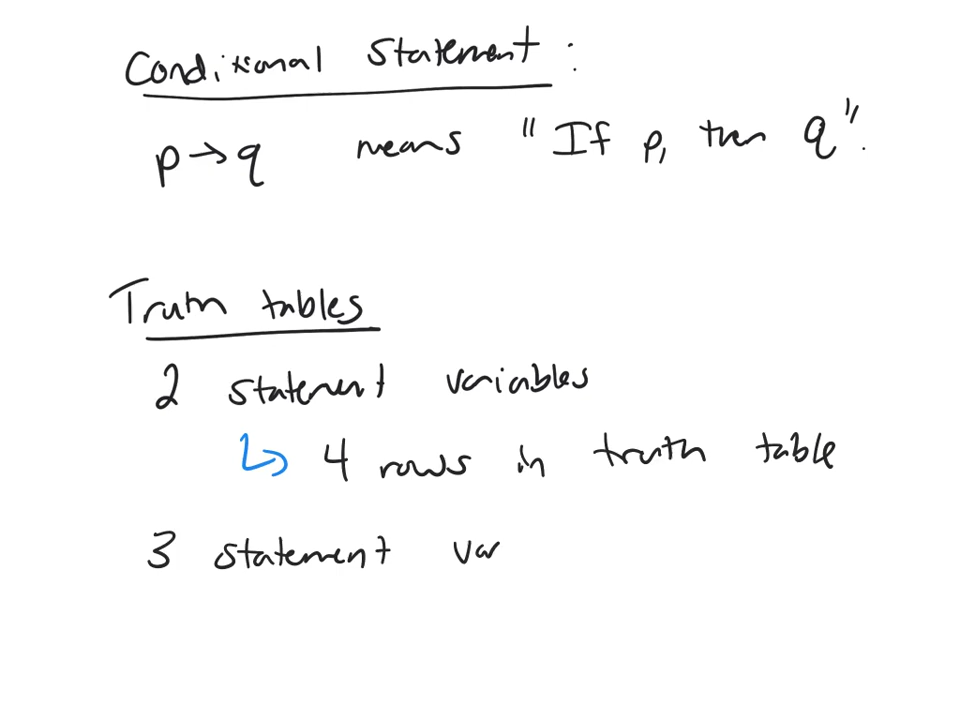 Conditional Statement :
p → q means "If p, then q".
Truth tables
2 statement variables
↳ 4 rows in truth table
3 statement var